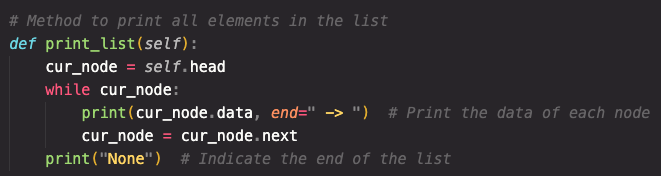 # Method to print all elements in the list
def print_list(self):
    cur_node = self.head
    while cur_node:
        print(cur_node.data, end=" -> ")  # Print the data of each node
        cur_node = cur_node.next
    print("None")  # Indicate the end of the list